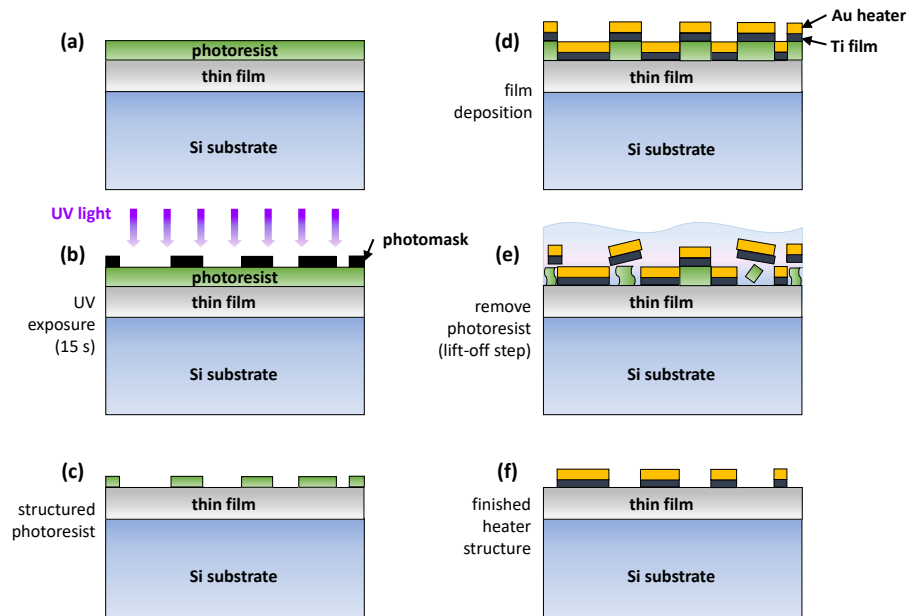 (a)
photoresist
thin film
Si substrate
UV light
photomask
(b)
photoresist
UV
exposure
(15 s)
thin film
Si substrate
(c)
structured
photoresist
thin film
Si substrate
(d)
Au heater
Ti film
film
deposition
thin film
Si substrate
(e)
remove
photoresist
(lift-off step)
thin film
Si substrate
(f)
finished
heater
structure
thin film
Si substrate